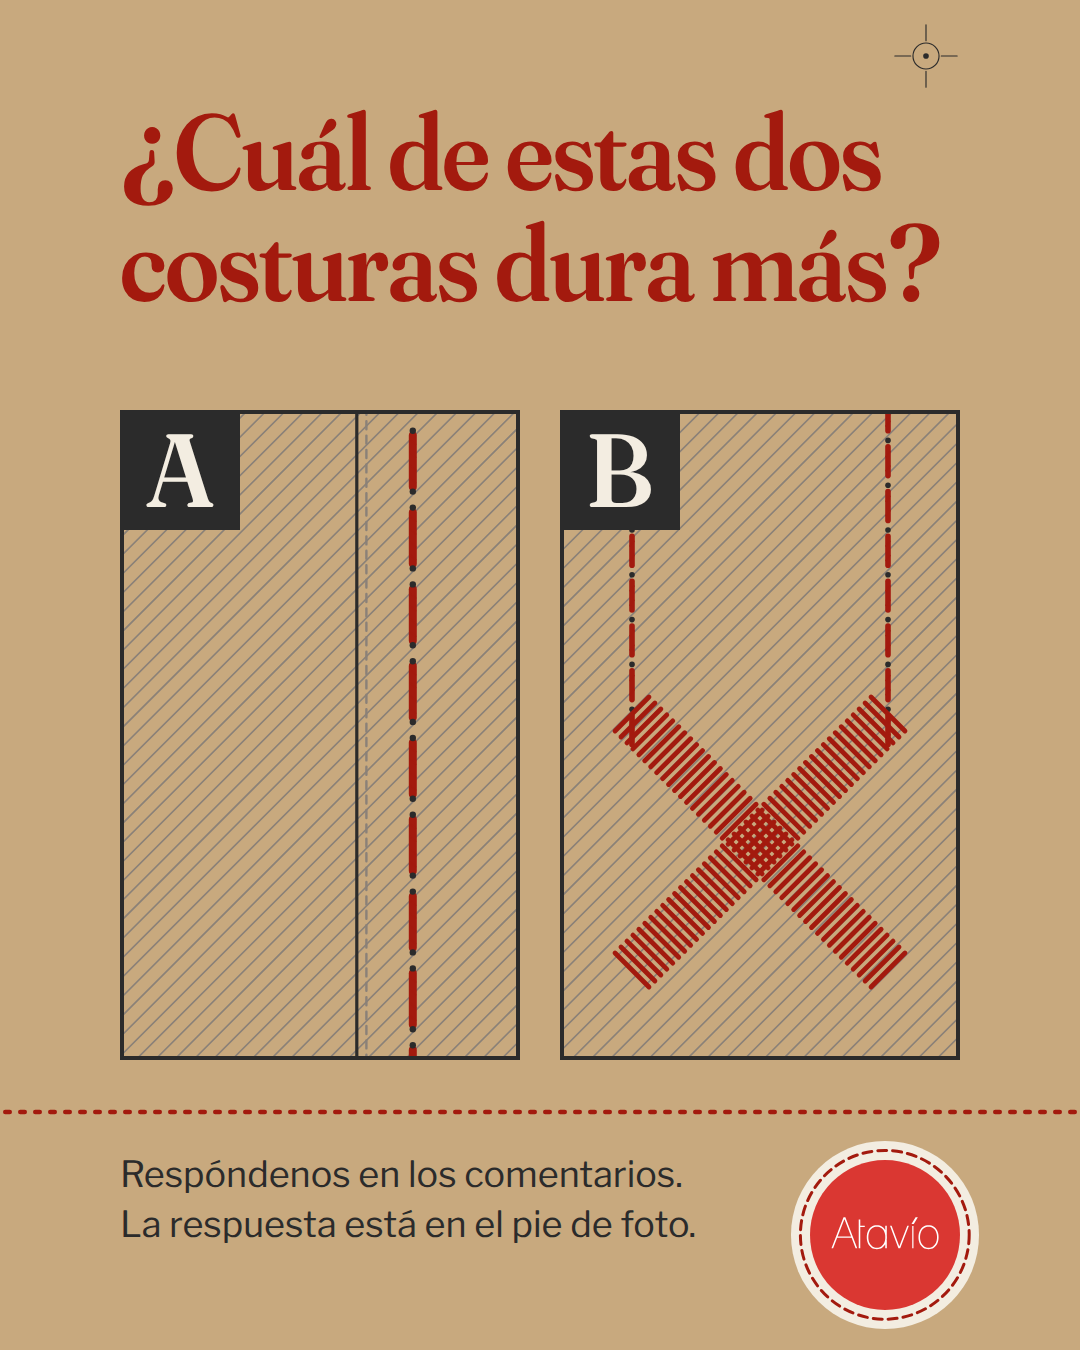 ¿Cuál de estas dos
costuras dura más?
A
B
Respóndenos en los comentarios.
La respuesta está en el pie de foto.
Atavío